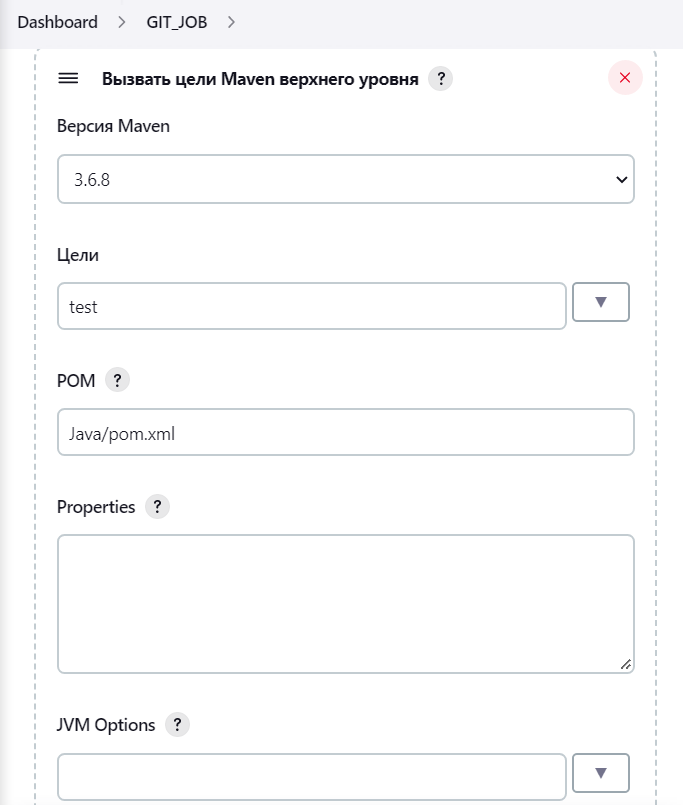 Dashboard > GIT_JOB >
Вызвать цели Maven верхнего уровня ?
Версия Maven
3.6.8
Цели
test
POM ?
Java/pom.xml
Properties ?
JVM Options ?